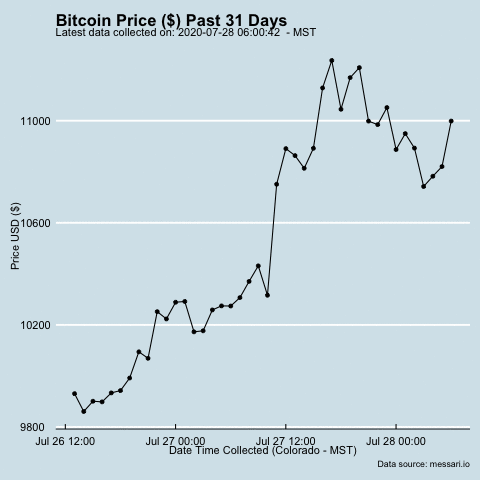 Bitcoin Price ($) Past 31 Days
Latest data collected on: 2020-07-28 06:00:42  - MST
11000
10600
10200
9800
Price USD ($)
Jul 26 12:00 Jul 27 00:00 Jul 27 12:00 Jul 28 00:00
Date Time Collected (Colorado - MST)
Data source: messari.io